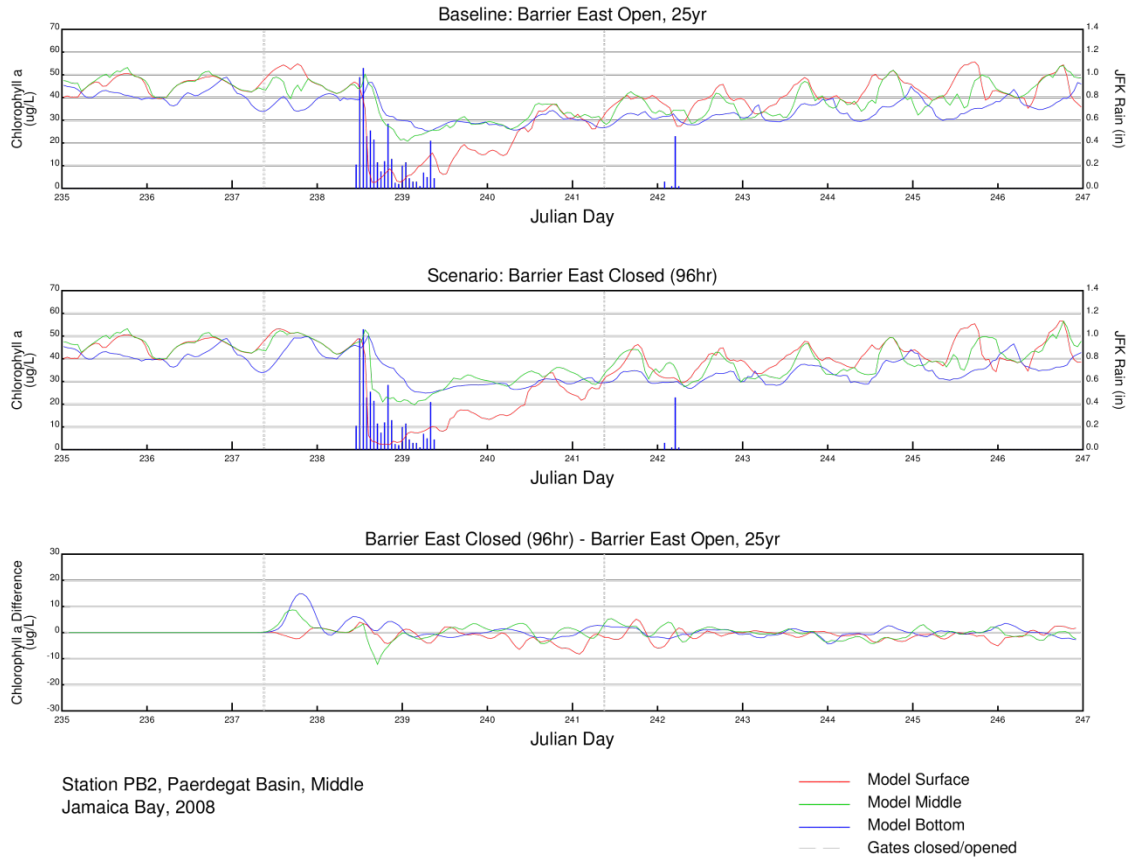 Baseline: Barrier East Open, 25yr
Chlorophyll a
(ug/L)
70
60
50
40
30
20
10
0
1.4
1.2
1.0
0.8
0.6
0.4
0.2
0.0
JFK Rain (in)
235 236 237 238 239 240 241 242 243 244 245 246 247
Julian Day
Scenario: Barrier East Closed (96hr)
Chlorophyll a
(ug/L)
70
60
50
40
30
20
10
0
1.4
1.2
1.0
0.8
0.6
0.4
0.2
0.0
JFK Rain (in)
235 236 237 238 239 240 241 242 243 244 245 246 247
Julian Day
Barrier East Closed (96hr) - Barrier East Open, 25yr
Chlorophyll a Difference
(ug/L)
30
20
10
0
-10
-20
-30
235 236 237 238 239 240 241 242 243 244 245 246 247
Julian Day
Station PB2, Paerdegat Basin, Middle
Jamaica Bay, 2008
Model Surface
Model Middle
Model Bottom
Gates closed/opened